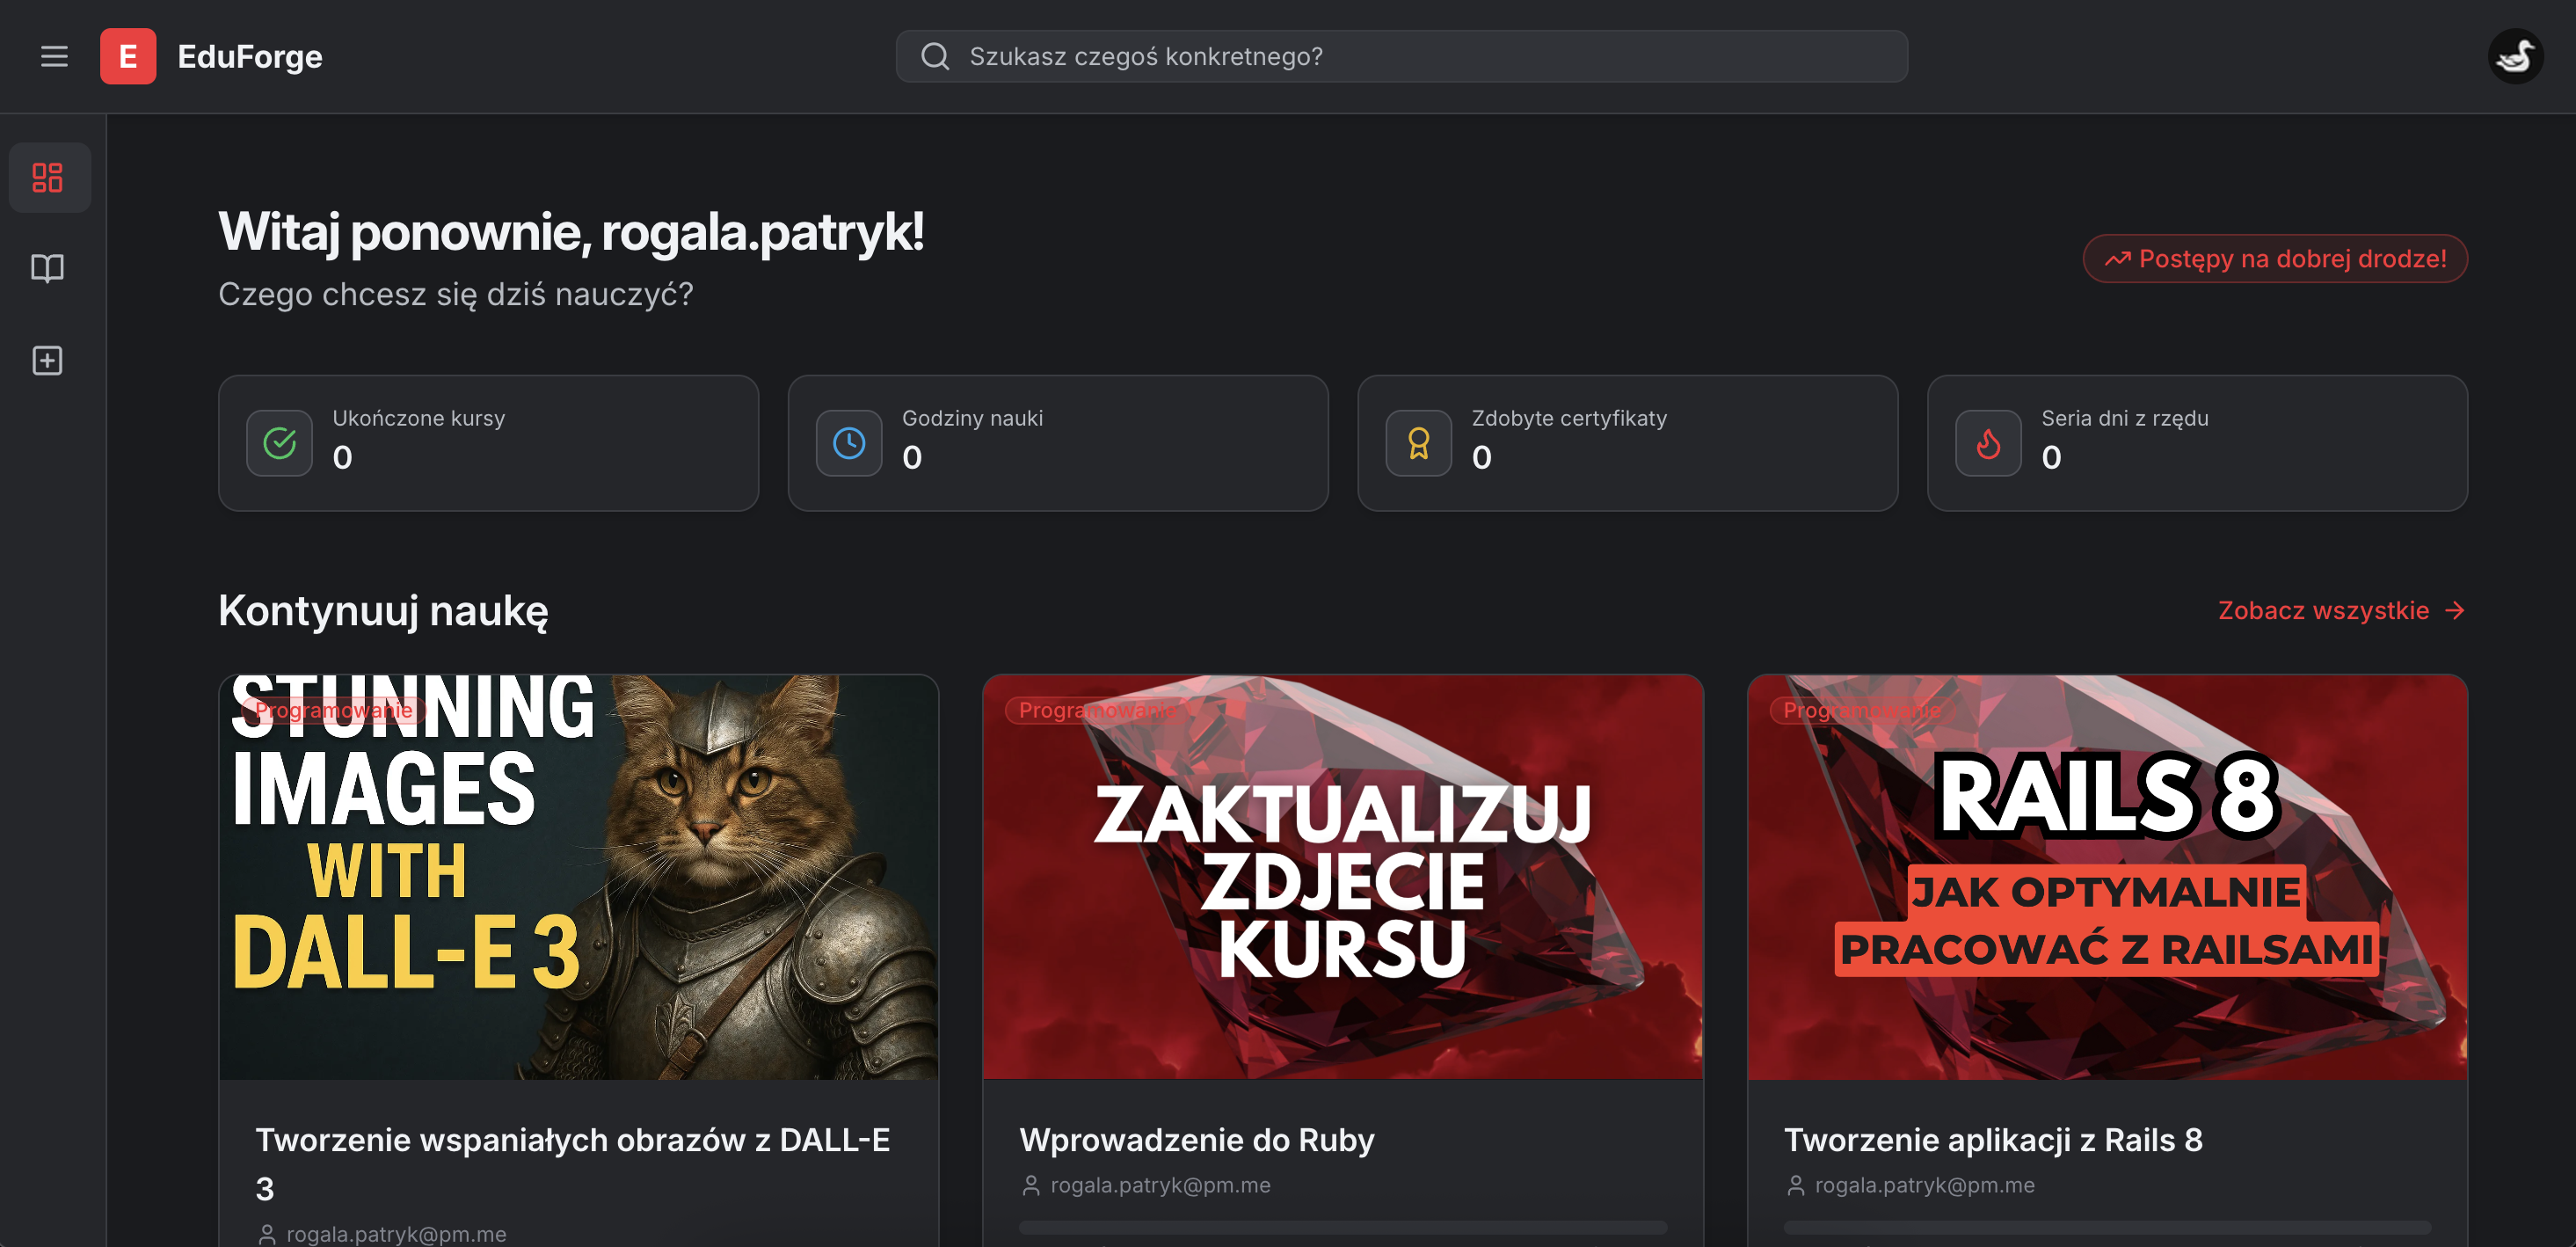 E EduForge
Szukasz czegoś konkretnego?
Witaj ponownie, rogala.patryk!
Czego chcesz się dziś nauczyć?
Postępy na dobrej drodze!
Ukończone kursy
0
Godziny nauki
0
Zdobyte certyfikaty
0
Seria dni z rzędu
0
Kontynuuj naukę
Zobacz wszystkie
Programowanie
STUNNING
IMAGES
WITH
DALL-E 3
Tworzenie wspaniałych obrazów z DALL-E
3
rogala.patryk@pm.me
Programowanie
ZAKTUALIZUJ
ZDJECIE
KURSU
Wprowadzenie do Ruby
rogala.patryk@pm.me
Programowanie
RAILS 8
JAK OPTYMALNIE
PRACOWAĆ Z RAILSAMI
Tworzenie aplikacji z Rails 8
rogala.patryk@pm.me